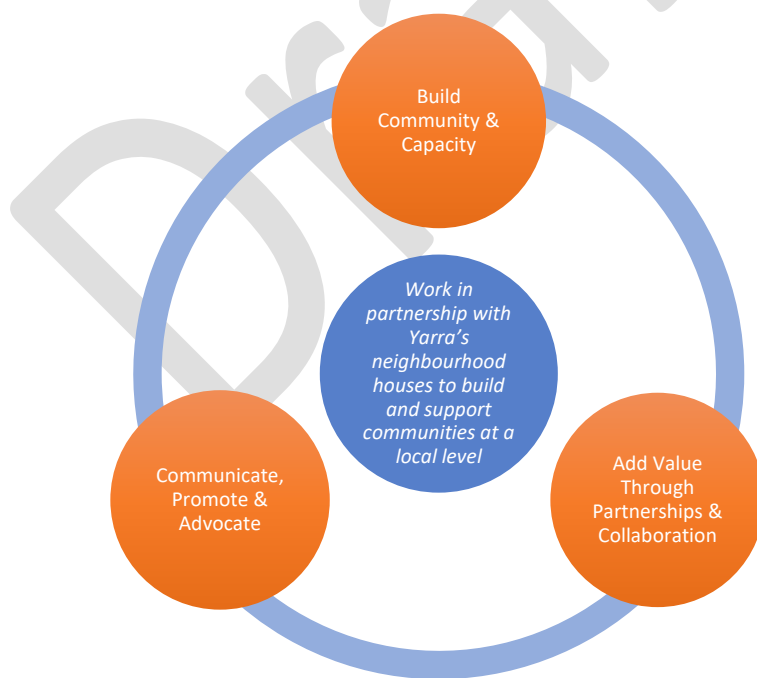 Build
Community &
Capacity
Work in
partnership with
Yarra's
neighbourhood
houses to build
and support
communities at a
local level
Communicate,
Promote &
Advocate
Add Value
Through
Partnerships &
Collaboration